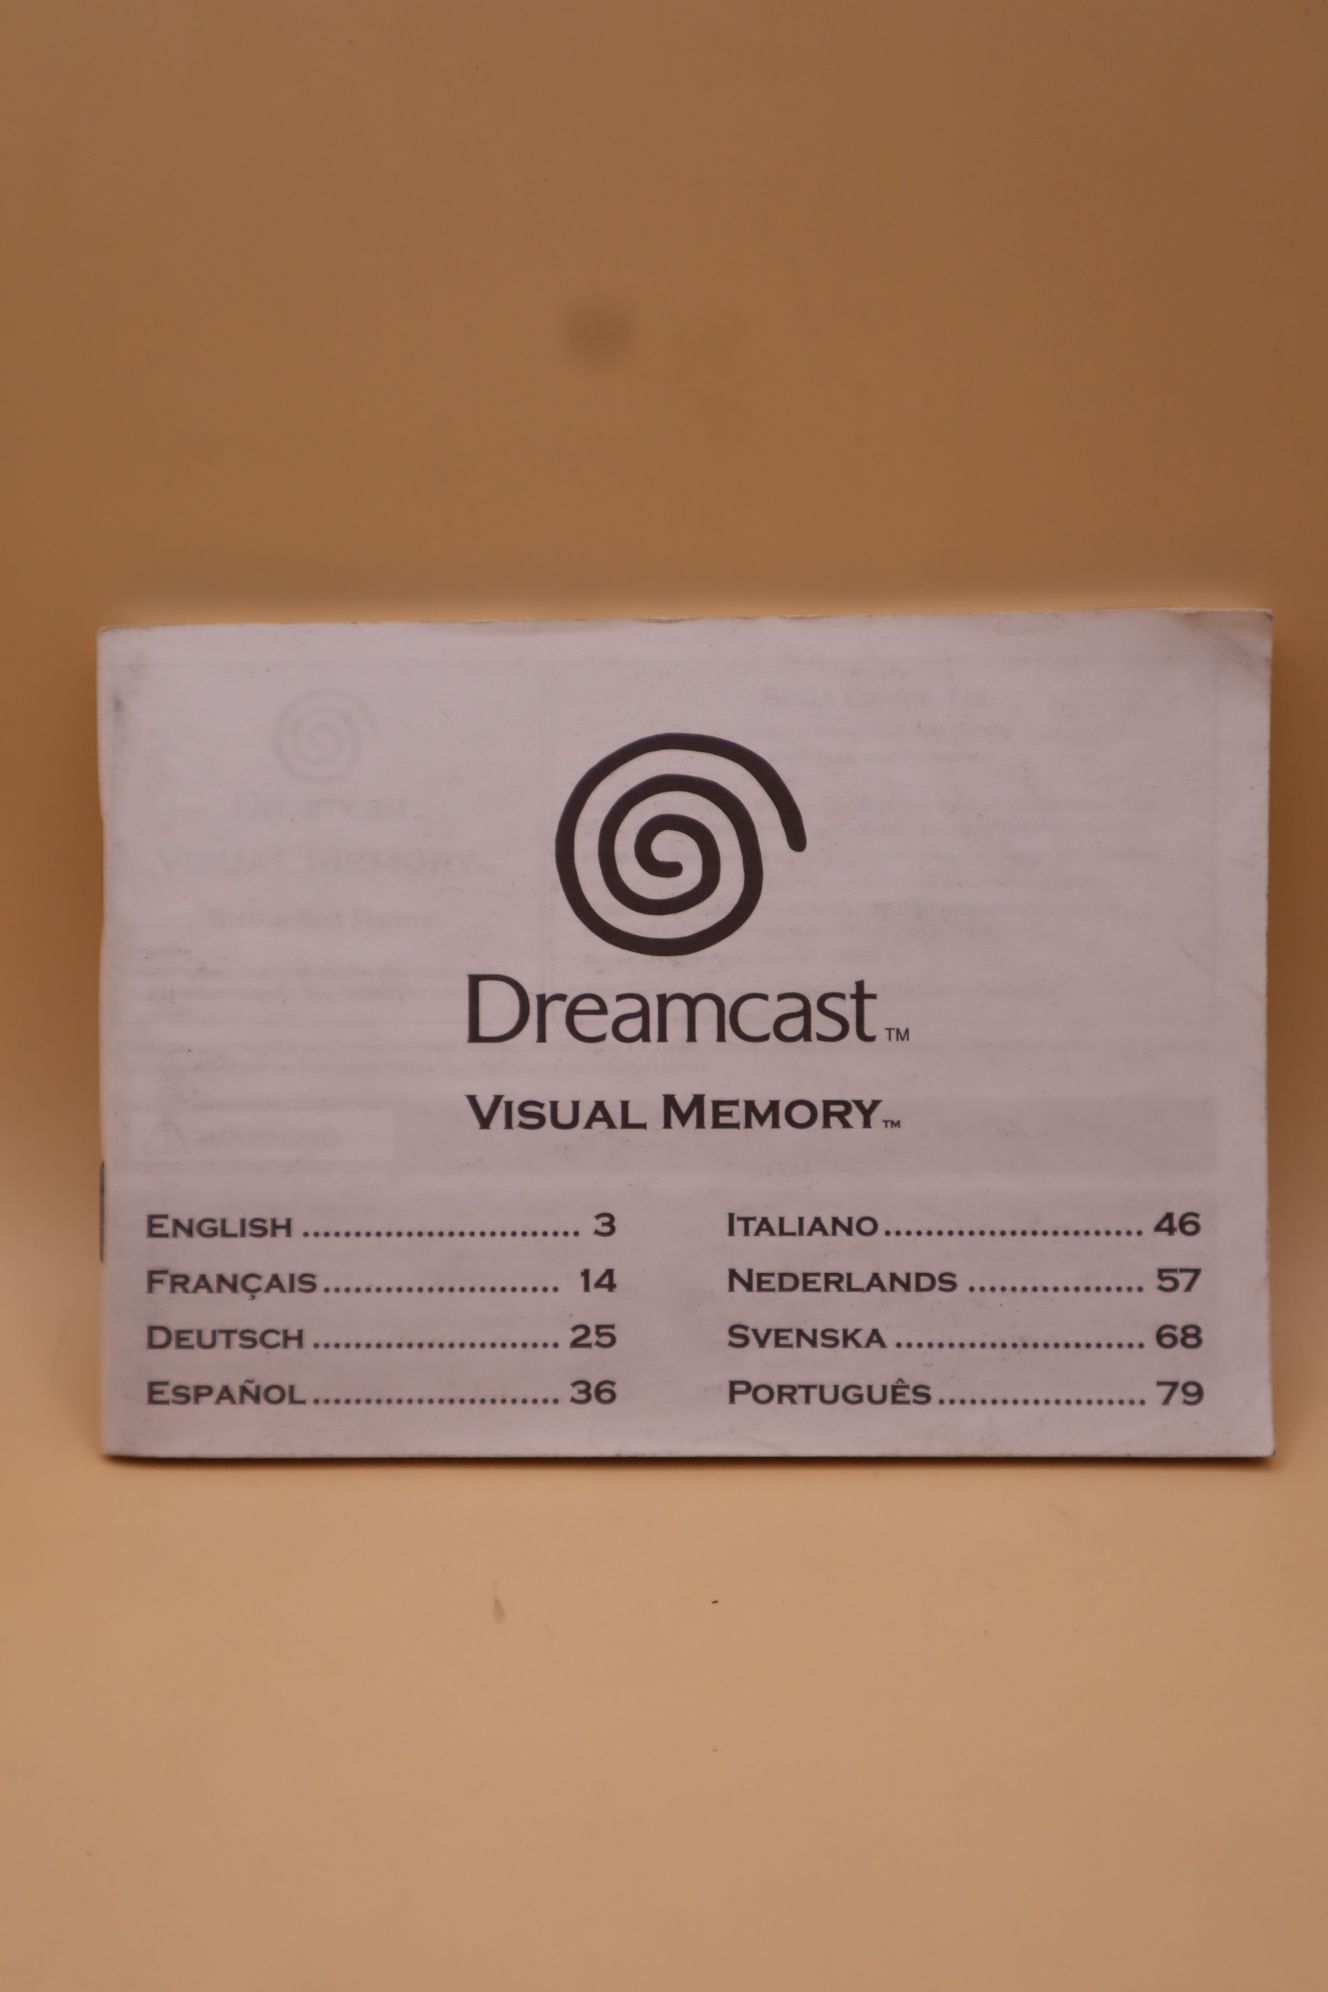 Dreamcast™
VISUAL MEMORY™
ENGLISH ........................... 3
FRANÇAIS ....................... 14
DEUTSCH ........................ 25
ESPAÑOL ........................ 36
ITALIANO ......................... 46
NEDERLANDS ................. 57
SVENSKA ........................ 68
PORTUGUÊS .................... 79